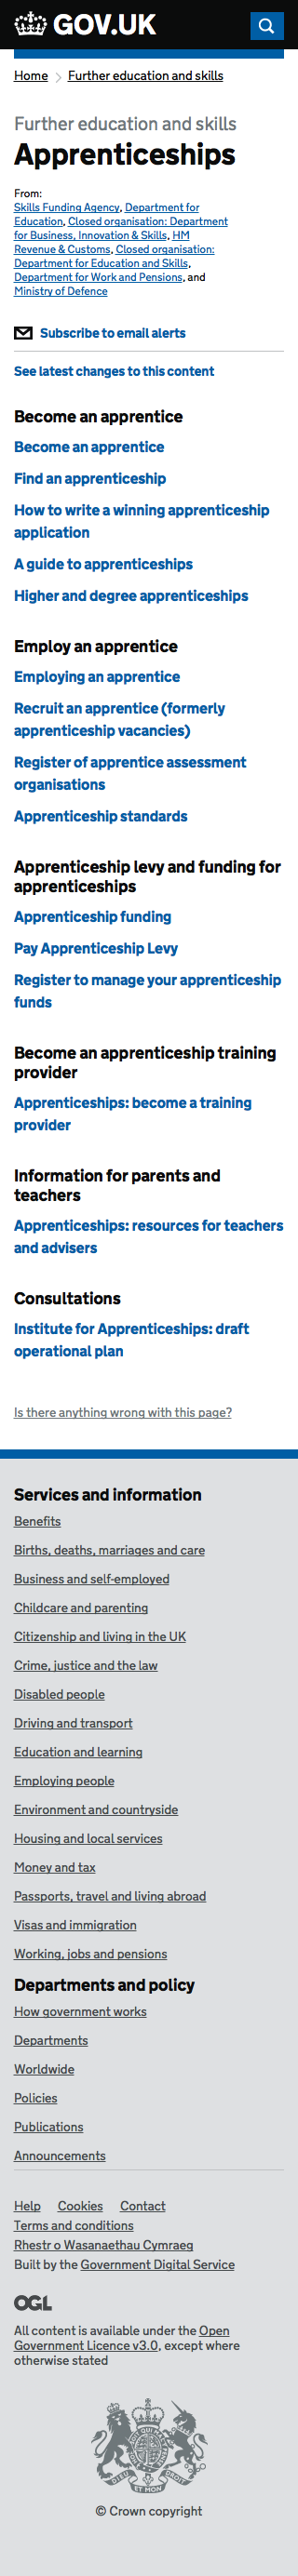 GOV.UK
Home Further education and skills
Further education and skills
Apprenticeships
From:
Skills Funding Agency, Department for
Education, Closed organisation: Department
for Business, Innovation & Skills, HM
Revenue & Customs, Closed organisation:
Department for Education and Skills,
Department for Work and Pensions, and
Ministry of Defence
Subscribe to email alerts
See latest changes to this content
Become an apprentice
Become an apprentice
Find an apprenticeship
How to write a winning apprenticeship
application
A guide to apprenticeships
Higher and degree apprenticeships
Employ an apprentice
Employing an apprentice
Recruit an apprentice (formerly
apprenticeship vacancies)
Register of apprentice assessment
organisations
Apprenticeship standards
Apprenticeship levy and funding for
apprenticeships
Apprenticeship funding
Pay Apprenticeship Levy
Register to manage your apprenticeship
funds
Become an apprenticeship training
provider
Apprenticeships: become a training
provider
Information for parents and
teachers
Apprenticeships: resources for teachers
and advisers
Consultations
Institute for Apprenticeships: draft
operational plan
Is there anything wrong with this page?
Services and information
Benefits
Births, deaths, marriages and care
Business and self-employed
Childcare and parenting
Citizenship and living in the UK
Crime, justice and the law
Disabled people
Driving and transport
Education and learning
Employing people
Environment and countryside
Housing and local services
Money and tax
Passports, travel and living abroad
Visas and immigration
Working, jobs and pensions
Departments and policy
How government works
Departments
Worldwide
Policies
Publications
Announcements
Help Cookies Contact
Terms and conditions
Rhestr o Wasanaethau Cymraeg
Built by the Government Digital Service
OGL
All content is available under the Open
Government Licence v3.0, except where
otherwise stated
DIEU ET MON DROIT
© Crown copyright